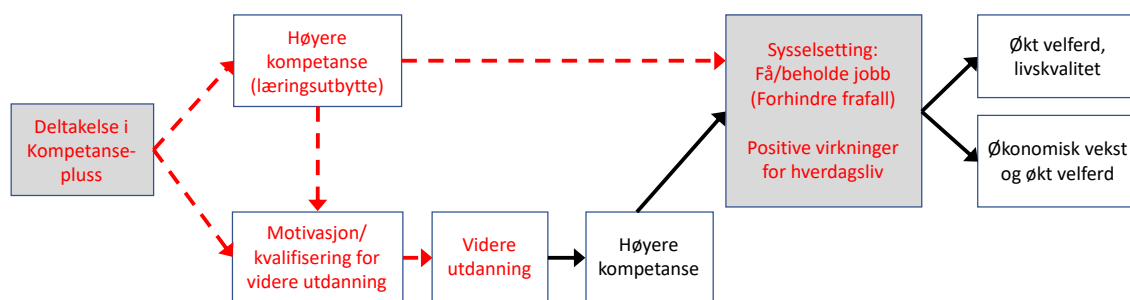 Deltakelse i
Kompetanse-
pluss
Høyere
kompetanse
(læringsutbytte)
Motivasjon/
kvalifisering for
videre utdanning
Videre
utdanning
Høyere
kompetanse
Sysselsetting:
Få/beholde jobb
(Forhindre frafall)
Positive virkninger
for hverdagsliv
Økt velferd,
livskvalitet
Økonomisk vekst
og økt velferd